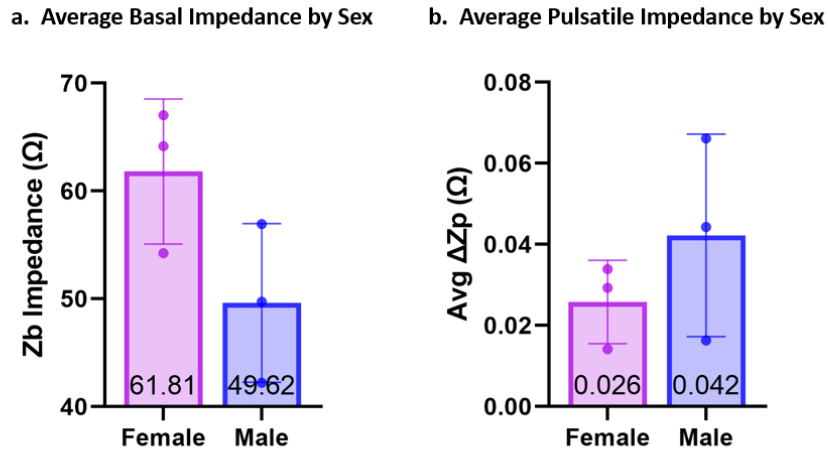 a. Average Basal Impedance by Sex
70
60
50
40
Zb Impedance (Ω)
61.81
49.62
Female
Male
b. Average Pulsatile Impedance by Sex
0.08
0.06
0.04
0.02
0.00
Avg ΔZp (Ω)
0.026
0.042
Female
Male